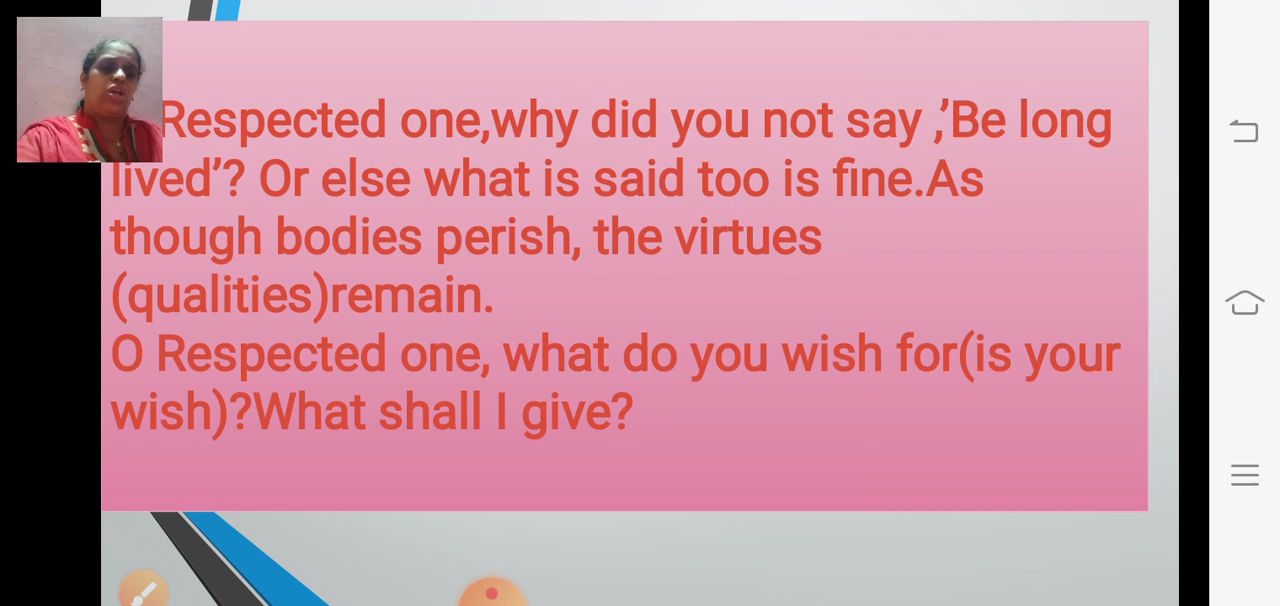 Respected one,why did you not say ,’Be long
lived’? Or else what is said too is fine.As
though bodies perish, the virtues
(qualities)remain.
O Respected one, what do you wish for(is your
wish)?What shall I give?